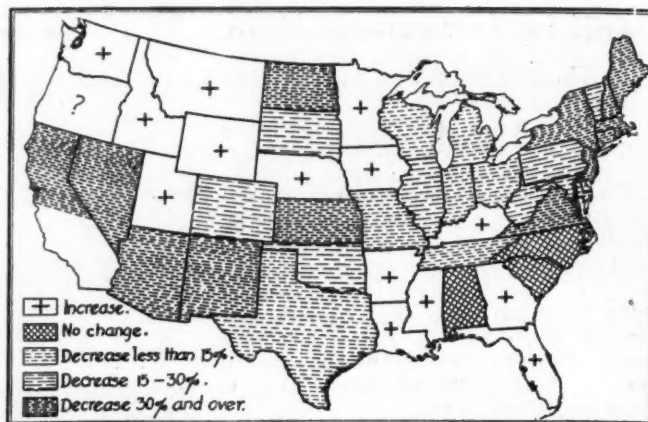 ?
+ Increase.
No change.
Decrease less than 15%.
Decrease 15-30%.
Decrease 30% and over.